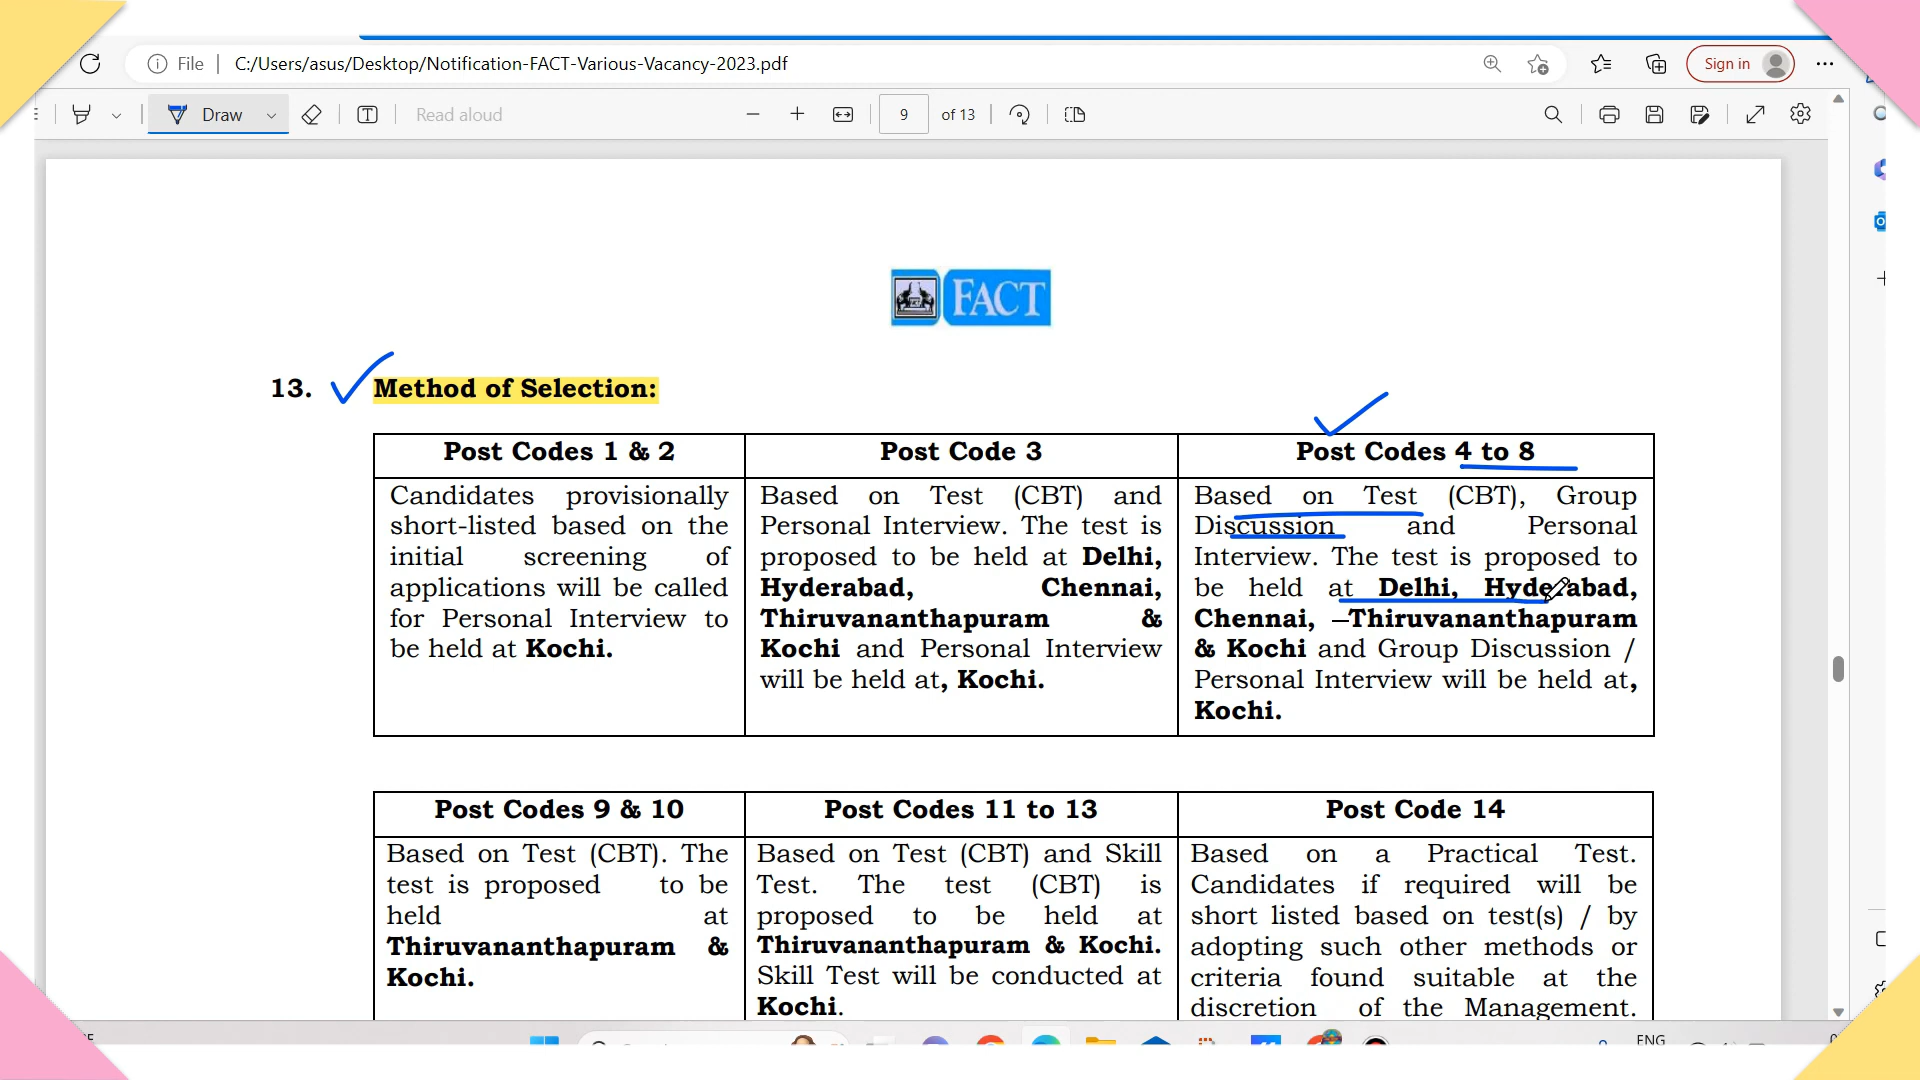 File | C:/Users/asus/Desktop/Notification-FACT-Various-Vacancy-2023.pdf
Sign in
Draw
Read aloud
9 of 13
FACT
13. Method of Selection:
Post Codes 1 & 2
Candidates provisionally
short-listed based on the
initial screening of
applications will be called
for Personal Interview to
be held at Kochi.
Post Code 3
Based on Test (CBT) and
Personal Interview. The test is
proposed to be held at Delhi,
Hyderabad, Chennai,
Thiruvananthapuram &
Kochi and Personal Interview
will be held at, Kochi.
Post Codes 4 to 8
Based on Test (CBT), Group
Discussion and Personal
Interview. The test is proposed to
be held at Delhi, Hyderabad,
Chennai, –Thiruvananthapuram
& Kochi and Group Discussion /
Personal Interview will be held at,
Kochi.
Post Codes 9 & 10
Based on Test (CBT). The
test is proposed to be
held at
Thiruvananthapuram &
Kochi.
Post Codes 11 to 13
Based on Test (CBT) and Skill
Test. The test (CBT) is
proposed to be held at
Thiruvananthapuram & Kochi.
Skill Test will be conducted at
Kochi.
Post Code 14
Based on a Practical Test.
Candidates if required will be
short listed based on test(s) / by
adopting such other methods or
criteria found suitable at the
discretion of the Management.
ENG